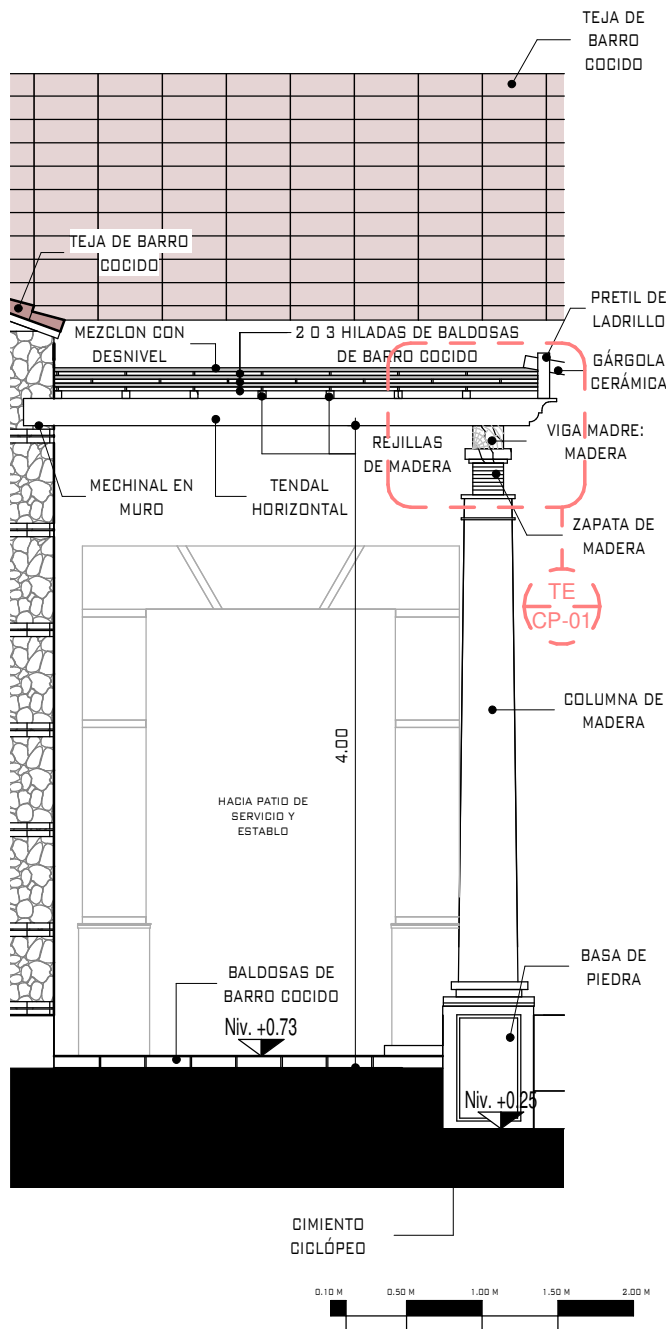 TEJA DE
BARRO
COCIDO
TEJA DE BARRO
COCIDO
PRETIL DE
LADRILLO
MEZCLON CON
DESNIVEL
2 O 3 HILADAS DE BALDOSAS
DE BARRO COCIDO
GÁRGOLA
CERÁMICA
REJILLAS
DE MADERA
VIGA MADRE:
MADERA
MECHINAL EN
MURO
TENDAL
HORIZONTAL
ZAPATA DE
MADERA
TE
CP-01
COLUMNA DE
MADERA
4.00
HACIA PATIO DE
SERVICIO Y
ESTABLO
BALDOSAS DE
BARRO COCIDO
BASA DE
PIEDRA
Niv. +0.73
Niv. +0.25
CIMIENTO
CICLÓPEO
0.10 M 0.50 M 1.00 M 1.50 M 2.00 M